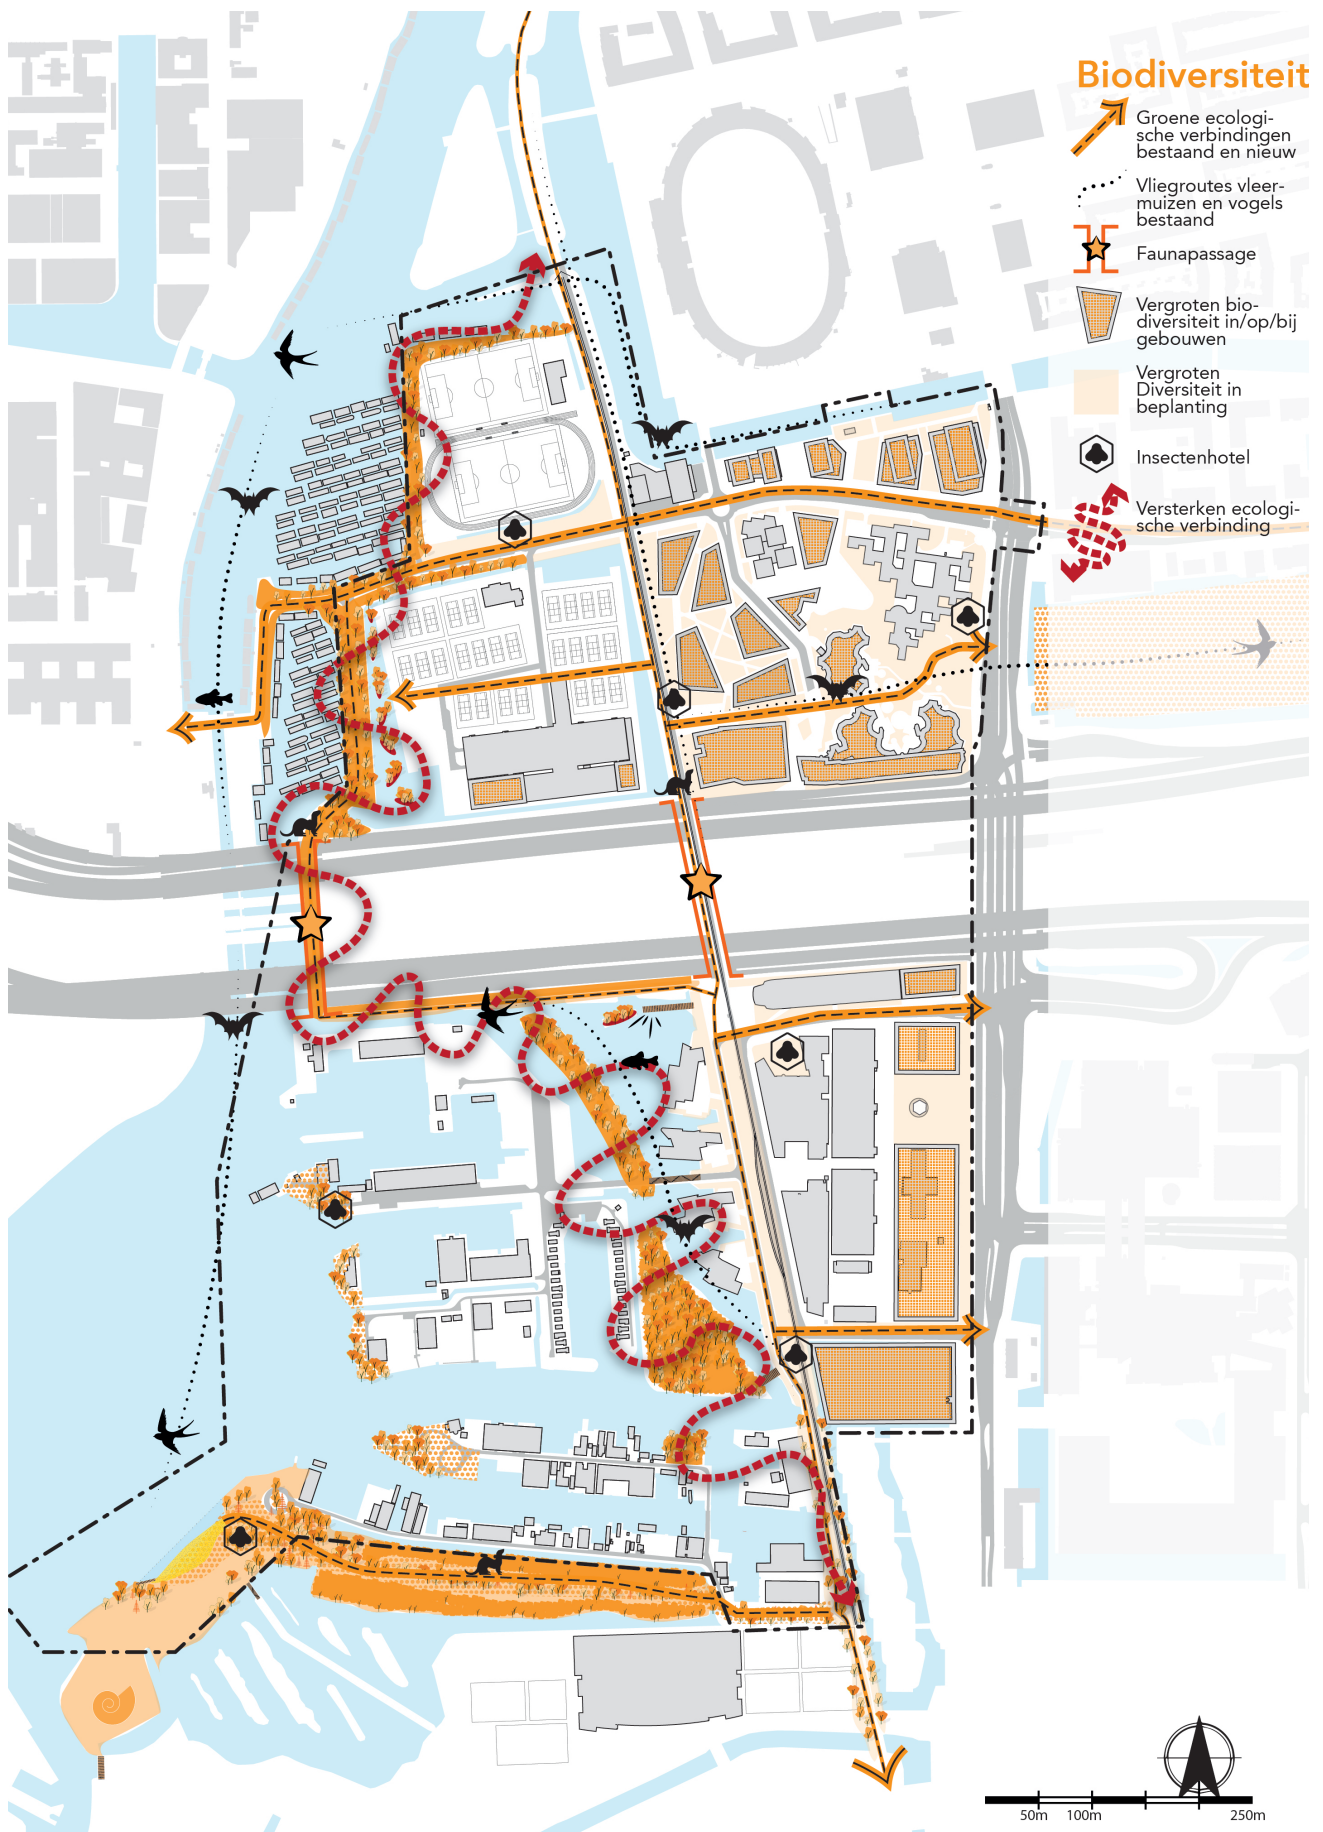 Biodiversiteit
Groene ecologi-
sche verbindingen
bestaand en nieuw
Vliegroutes vleer-
muizen en vogels
bestaand
Faunapassage
Vergroten bio-
diversiteit in/op/bij
gebouwen
Vergroten
Diversiteit in
beplanting
Insectenhotel
Versterken ecologi-
sche verbinding
50m 100m 250m